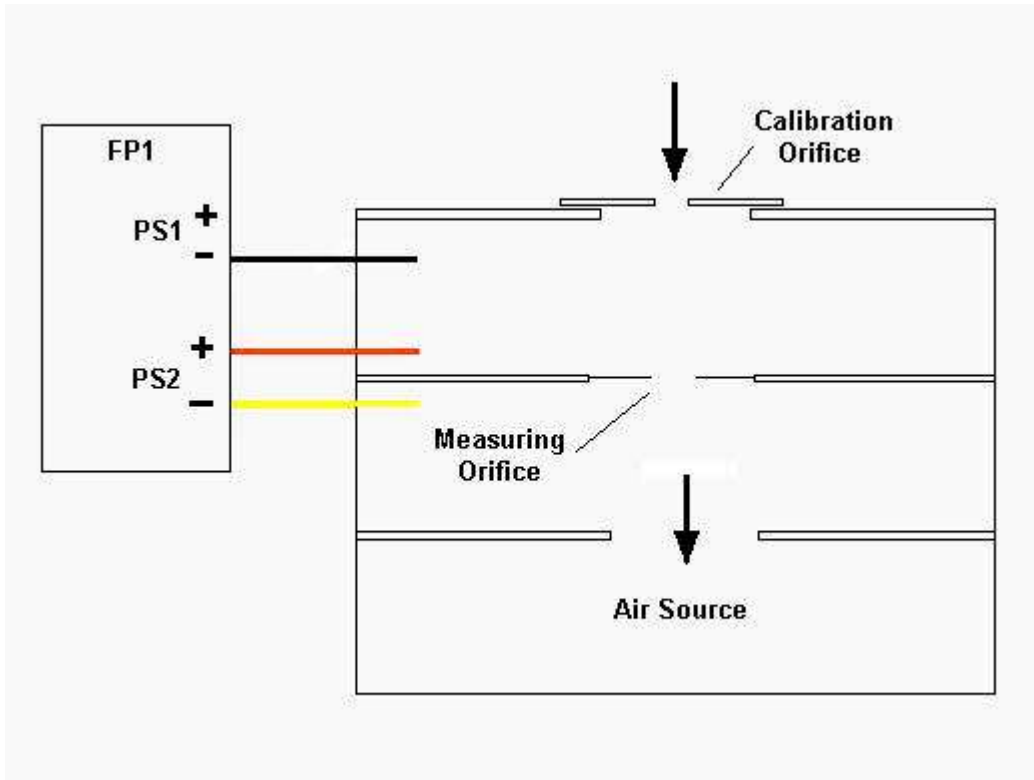 FP1
PS1
+
-
PS2
+
-
Calibration
Orifice
Measuring
Orifice
Air Source